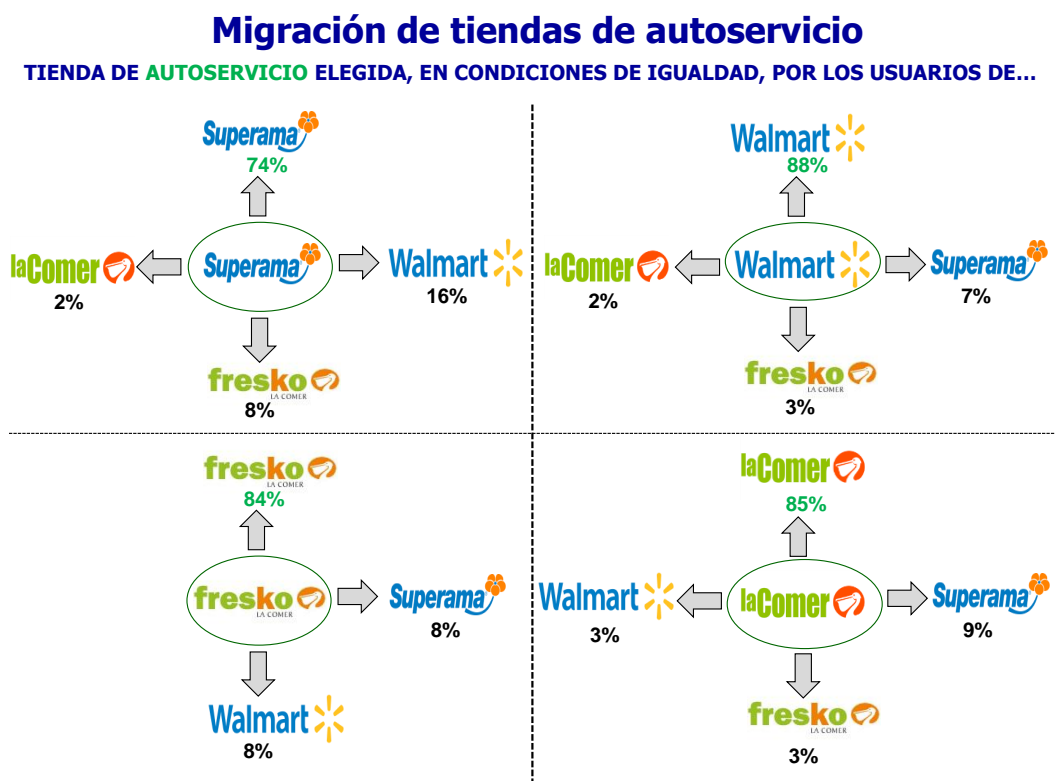 Migración de tiendas de autoservicio
TIENDA DE AUTOSERVICIO ELEGIDA, EN CONDICIONES DE IGUALDAD, POR LOS USUARIOS DE...
Superama
74%
laComer
2%
Superama
Walmart
16%
fresko
LA COMER
8%
Walmart
88%
laComer
2%
Walmart
Superama
7%
fresko
LA COMER
3%
fresko
LA COMER
84%
fresko
LA COMER
Superama
8%
Walmart
8%
laComer
85%
Walmart
3%
laComer
Superama
9%
fresko
LA COMER
3%